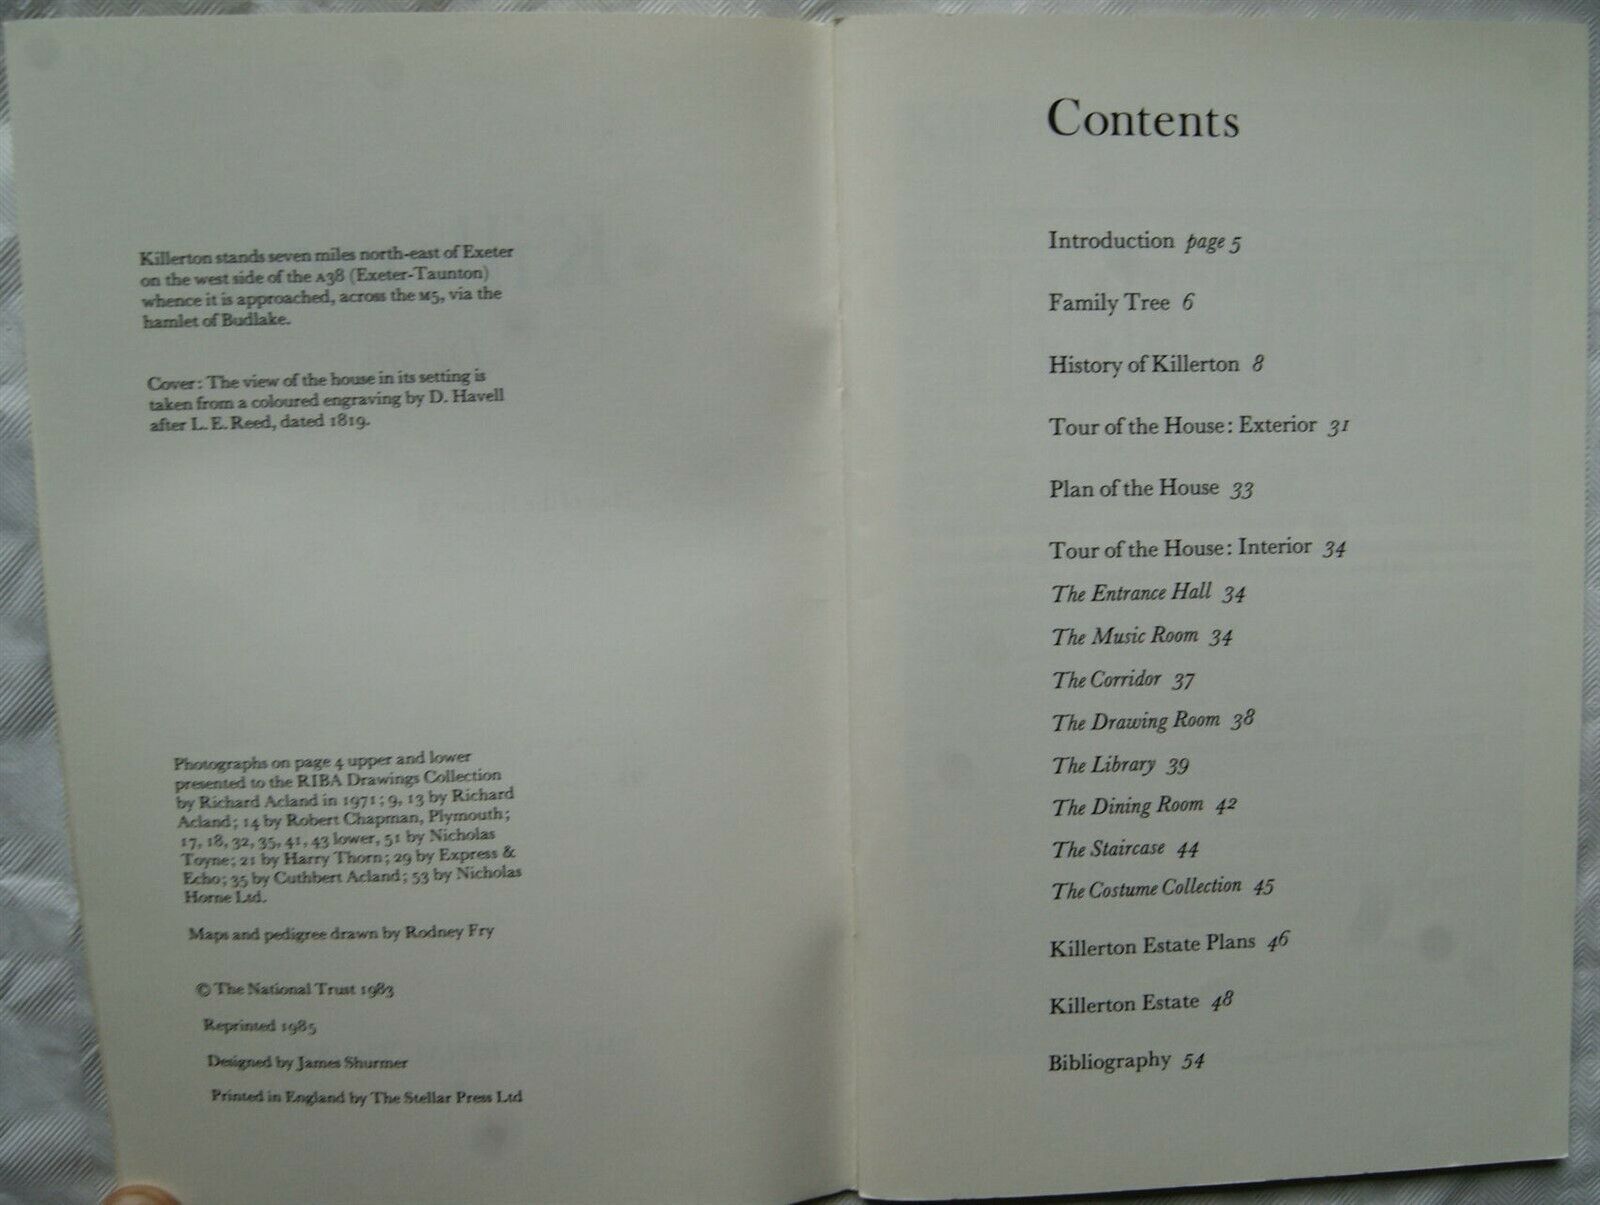 Killerton stands seven miles north-east of Exeter
on the west side of the A38 (Exeter-Taunton)
whence it is approached, across the M5, via the
hamlet of Budlake.
Cover: The view of the house in its setting is
taken from a coloured engraving by D. Havell
after L. E. Reed, dated 1819.
Photographs on page 4 upper and lower
presented to the RIBA Drawings Collection
by Richard Acland in 1971; 9, 13 by Richard
Acland; 14 by Robert Chapman, Plymouth;
17, 18, 32, 35, 41, 43 lower, 51 by Nicholas
Toyne; 21 by Harry Thorn; 29 by Express &
Echo; 35 by Cuthbert Acland; 53 by Nicholas
Horne Ltd.
Maps and pedigree drawn by Rodney Fry
© The National Trust 1983
Reprinted 1985
Designed by James Shurmer
Printed in England by The Stellar Press Ltd
Contents
Introduction page 5
Family Tree 6
History of Killerton 8
Tour of the House: Exterior 31
Plan of the House 33
Tour of the House: Interior 34
The Entrance Hall 34
The Music Room 34
The Corridor 37
The Drawing Room 38
The Library 39
The Dining Room 42
The Staircase 44
The Costume Collection 45
Killerton Estate Plans 46
Killerton Estate 48
Bibliography 54